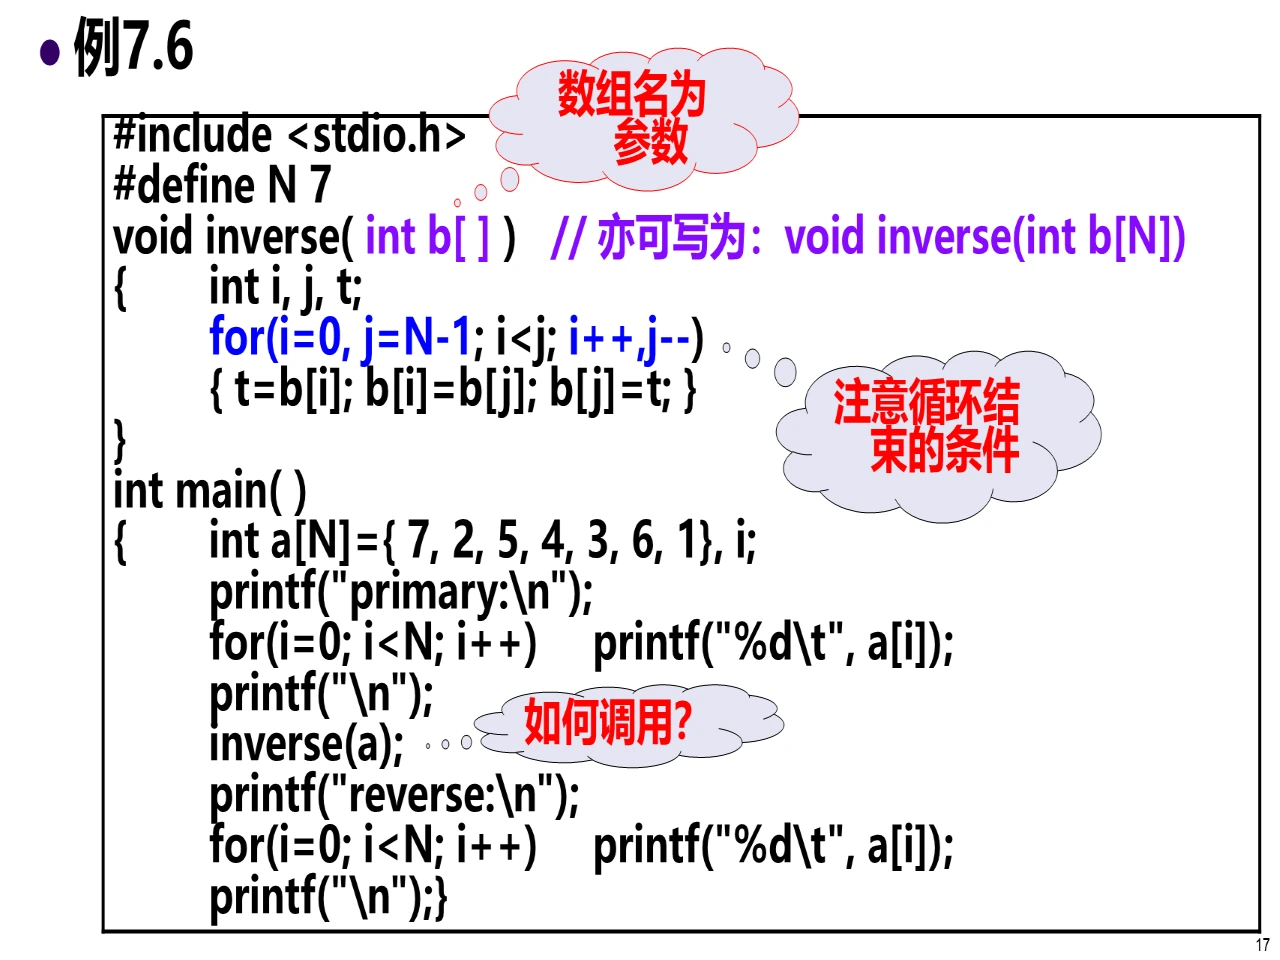 例7.6
数组名为
参数
#include <stdio.h>
#define N 7
void inverse( int b[ ] ) // 亦可写为：void inverse(int b[N])
{ int i, j, t;
for(i=0, j=N-1; i<j; i++,j--)
{ t=b[i]; b[i]=b[j]; b[j]=t; }
注意循环结
束的条件
}
int main( )
{ int a[N]={ 7, 2, 5, 4, 3, 6, 1}, i;
printf("primary:\n");
for(i=0; i<N; i++) printf("%d\t", a[i]);
printf("\n");
如何调用？
inverse(a);
printf("reverse:\n");
for(i=0; i<N; i++) printf("%d\t", a[i]);
printf("\n");}
17